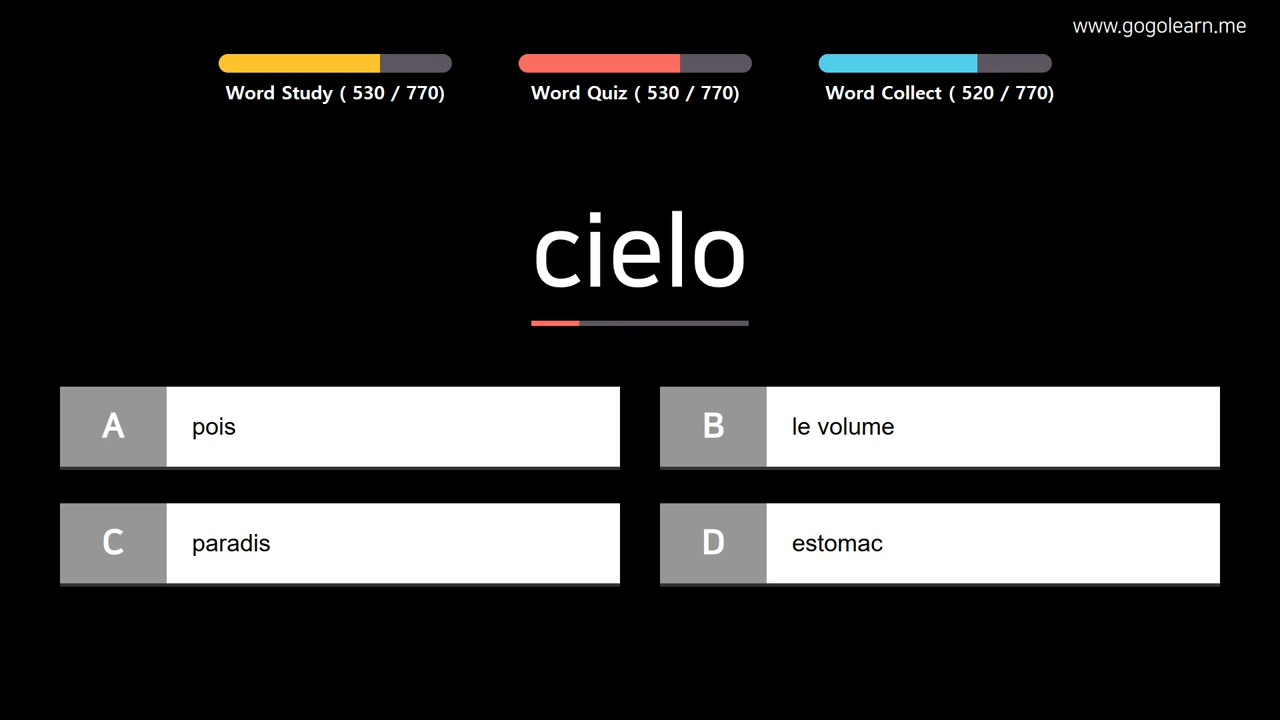 www.gogolearn.me
Word Study ( 530 / 770)
Word Quiz ( 530 / 770)
Word Collect ( 520 / 770)
cielo
A
pois
B
le volume
C
paradis
D
estomac